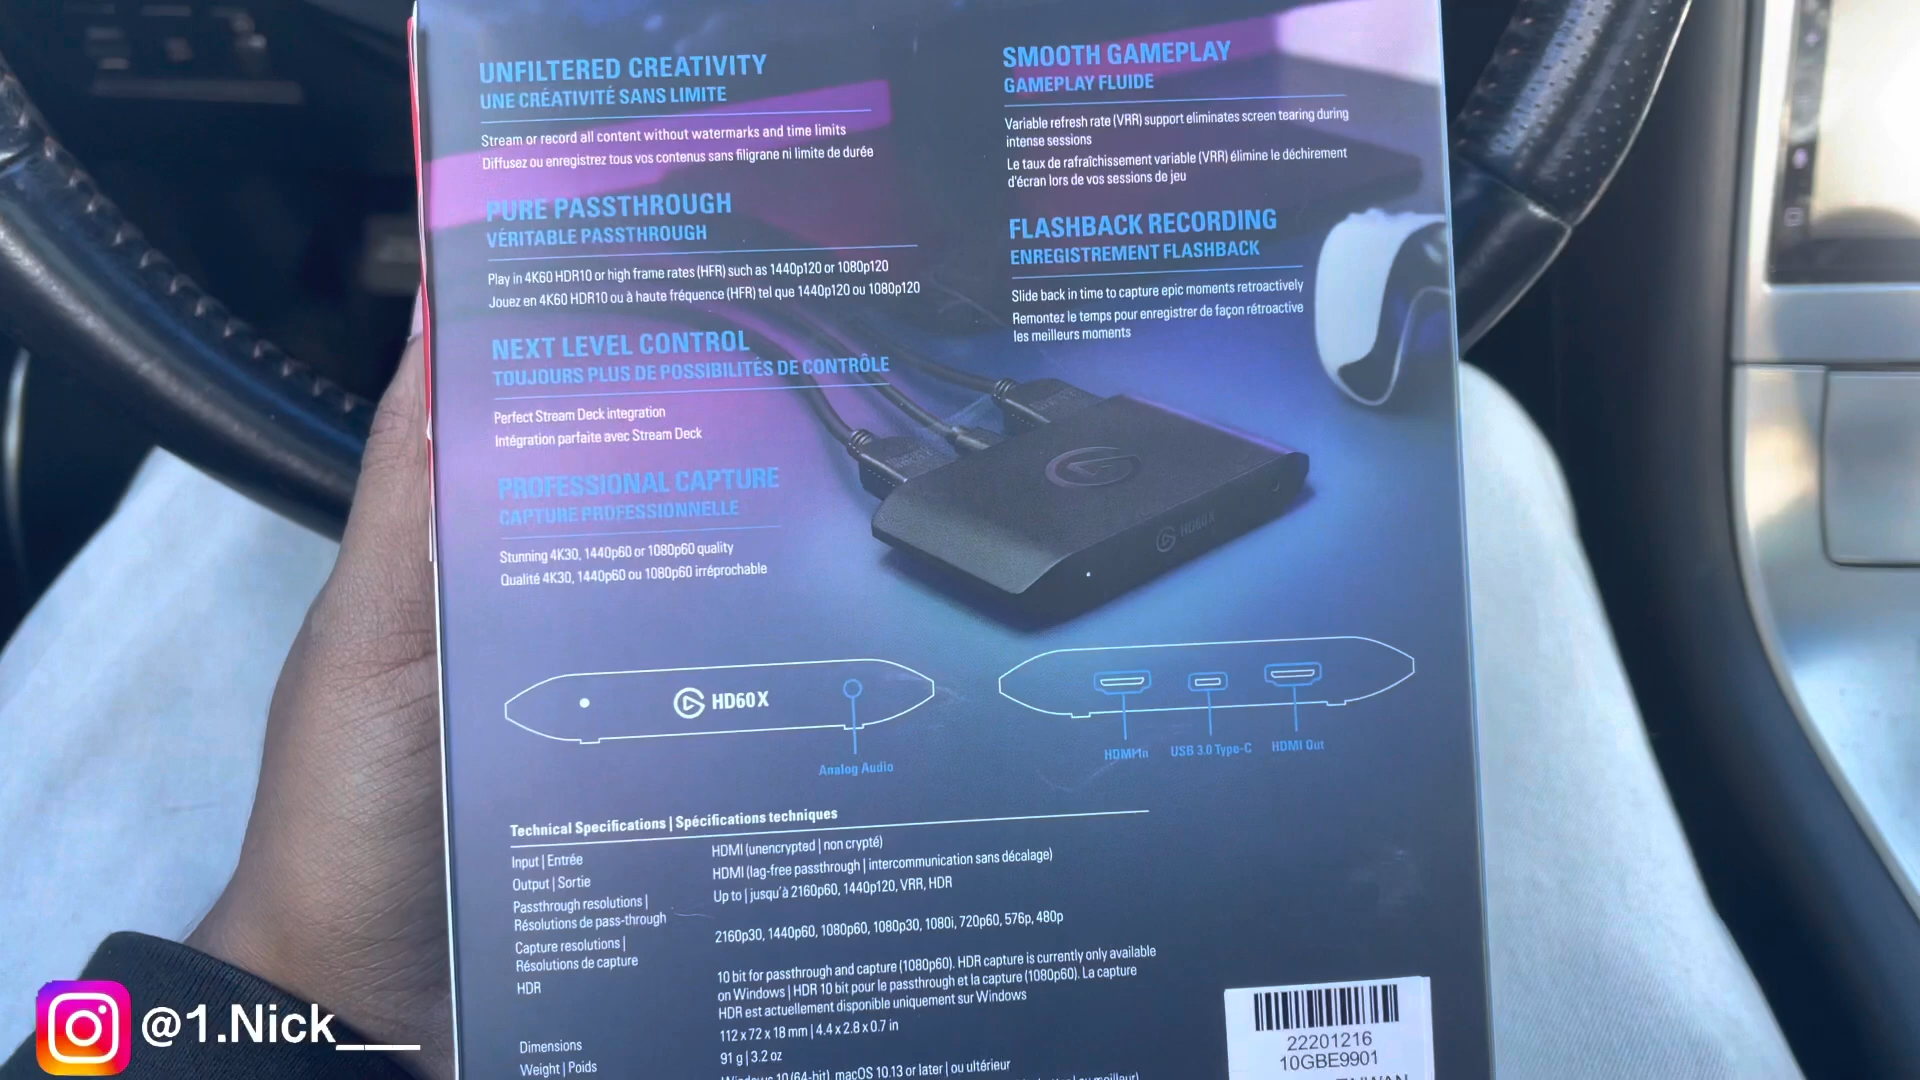 UNFILTERED CREATIVITY
UNE CRÉATIVITÉ SANS LIMITE
Stream or record all content without watermarks and time limits
Diffusez ou enregistrez tous vos contenus sans filigrane ni limite de durée
PURE PASSTHROUGH
VÉRITABLE PASSTHROUGH
Play in 4K60 HDR10 or high frame rates (HFR) such as 1440p120 or 1080p120
Jouez en 4K60 HDR10 ou à haute fréquence (HFR) tel que 1440p120 ou 1080p120
NEXT LEVEL CONTROL
TOUJOURS PLUS DE POSSIBILITÉS DE CONTRÔLE
Perfect Stream Deck integration
Intégration parfaite avec Stream Deck
PROFESSIONAL CAPTURE
CAPTURE PROFESSIONNELLE
Stunning 4K30, 1440p60 or 1080p60 quality
Qualité 4K30, 1440p60 ou 1080p60 irréprochable
SMOOTH GAMEPLAY
GAMEPLAY FLUIDE
Variable refresh rate (VRR) support eliminates screen tearing during
intense sessions
Le taux de rafraîchissement variable (VRR) élimine le déchirement
d'écran lors de vos sessions de jeu
FLASHBACK RECORDING
ENREGISTREMENT FLASHBACK
Slide back in time to capture epic moments retroactively
Remontez le temps pour enregistrer de façon rétroactive
les meilleurs moments
HD60 X
HD60 X
Analog Audio
HDMI In
USB 3.0 Type-C
HDMI Out
Technical Specifications | Spécifications techniques
Input | Entrée
HDMI (unencrypted | non crypté)
Output | Sortie
HDMI (lag-free passthrough | intercommunication sans décalage)
Passthrough resolutions |
Résolutions de pass-through
Up to | jusqu'à 2160p60, 1440p120, VRR, HDR
Capture resolutions |
Résolutions de capture
2160p30, 1440p60, 1080p60, 1080p30, 1080i, 720p60, 576p, 480p
HDR
10 bit for passthrough and capture (1080p60). HDR capture is currently only available
on Windows | HDR 10 bit pour le passthrough et la capture (1080p60). La capture
HDR est actuellement disponible uniquement sur Windows
Dimensions
112 x 72 x 18 mm | 4.4 x 2.8 x 0.7 in
Weight | Poids
91 g | 3.2 oz
Windows 10 (64-bit), macOS 10.13 or later | ou ultérieur
22201216
10GBE9901
@1.Nick___